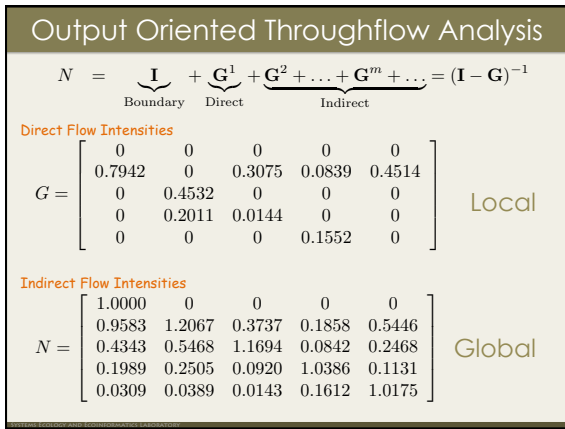 Output Oriented Throughflow Analysis
N = I + G¹ + G² + … + Gᵐ + … = (I − G)⁻¹
Boundary Direct Indirect
Direct Flow Intensities
0 0 0 0 0
0.7942 0 0.3075 0.0839 0.4514
G = 0 0.4532 0 0 0
0 0.2011 0.0144 0 0
0 0 0 0.1552 0
Local
Indirect Flow Intensities
1.0000 0 0 0 0
0.9583 1.2067 0.3737 0.1858 0.5446
N = 0.4343 0.5468 1.1694 0.0842 0.2468
0.1989 0.2505 0.0920 1.0386 0.1131
0.0309 0.0389 0.0143 0.1612 1.0175
Global
Systems Ecology and Ecoinformatics Laboratory